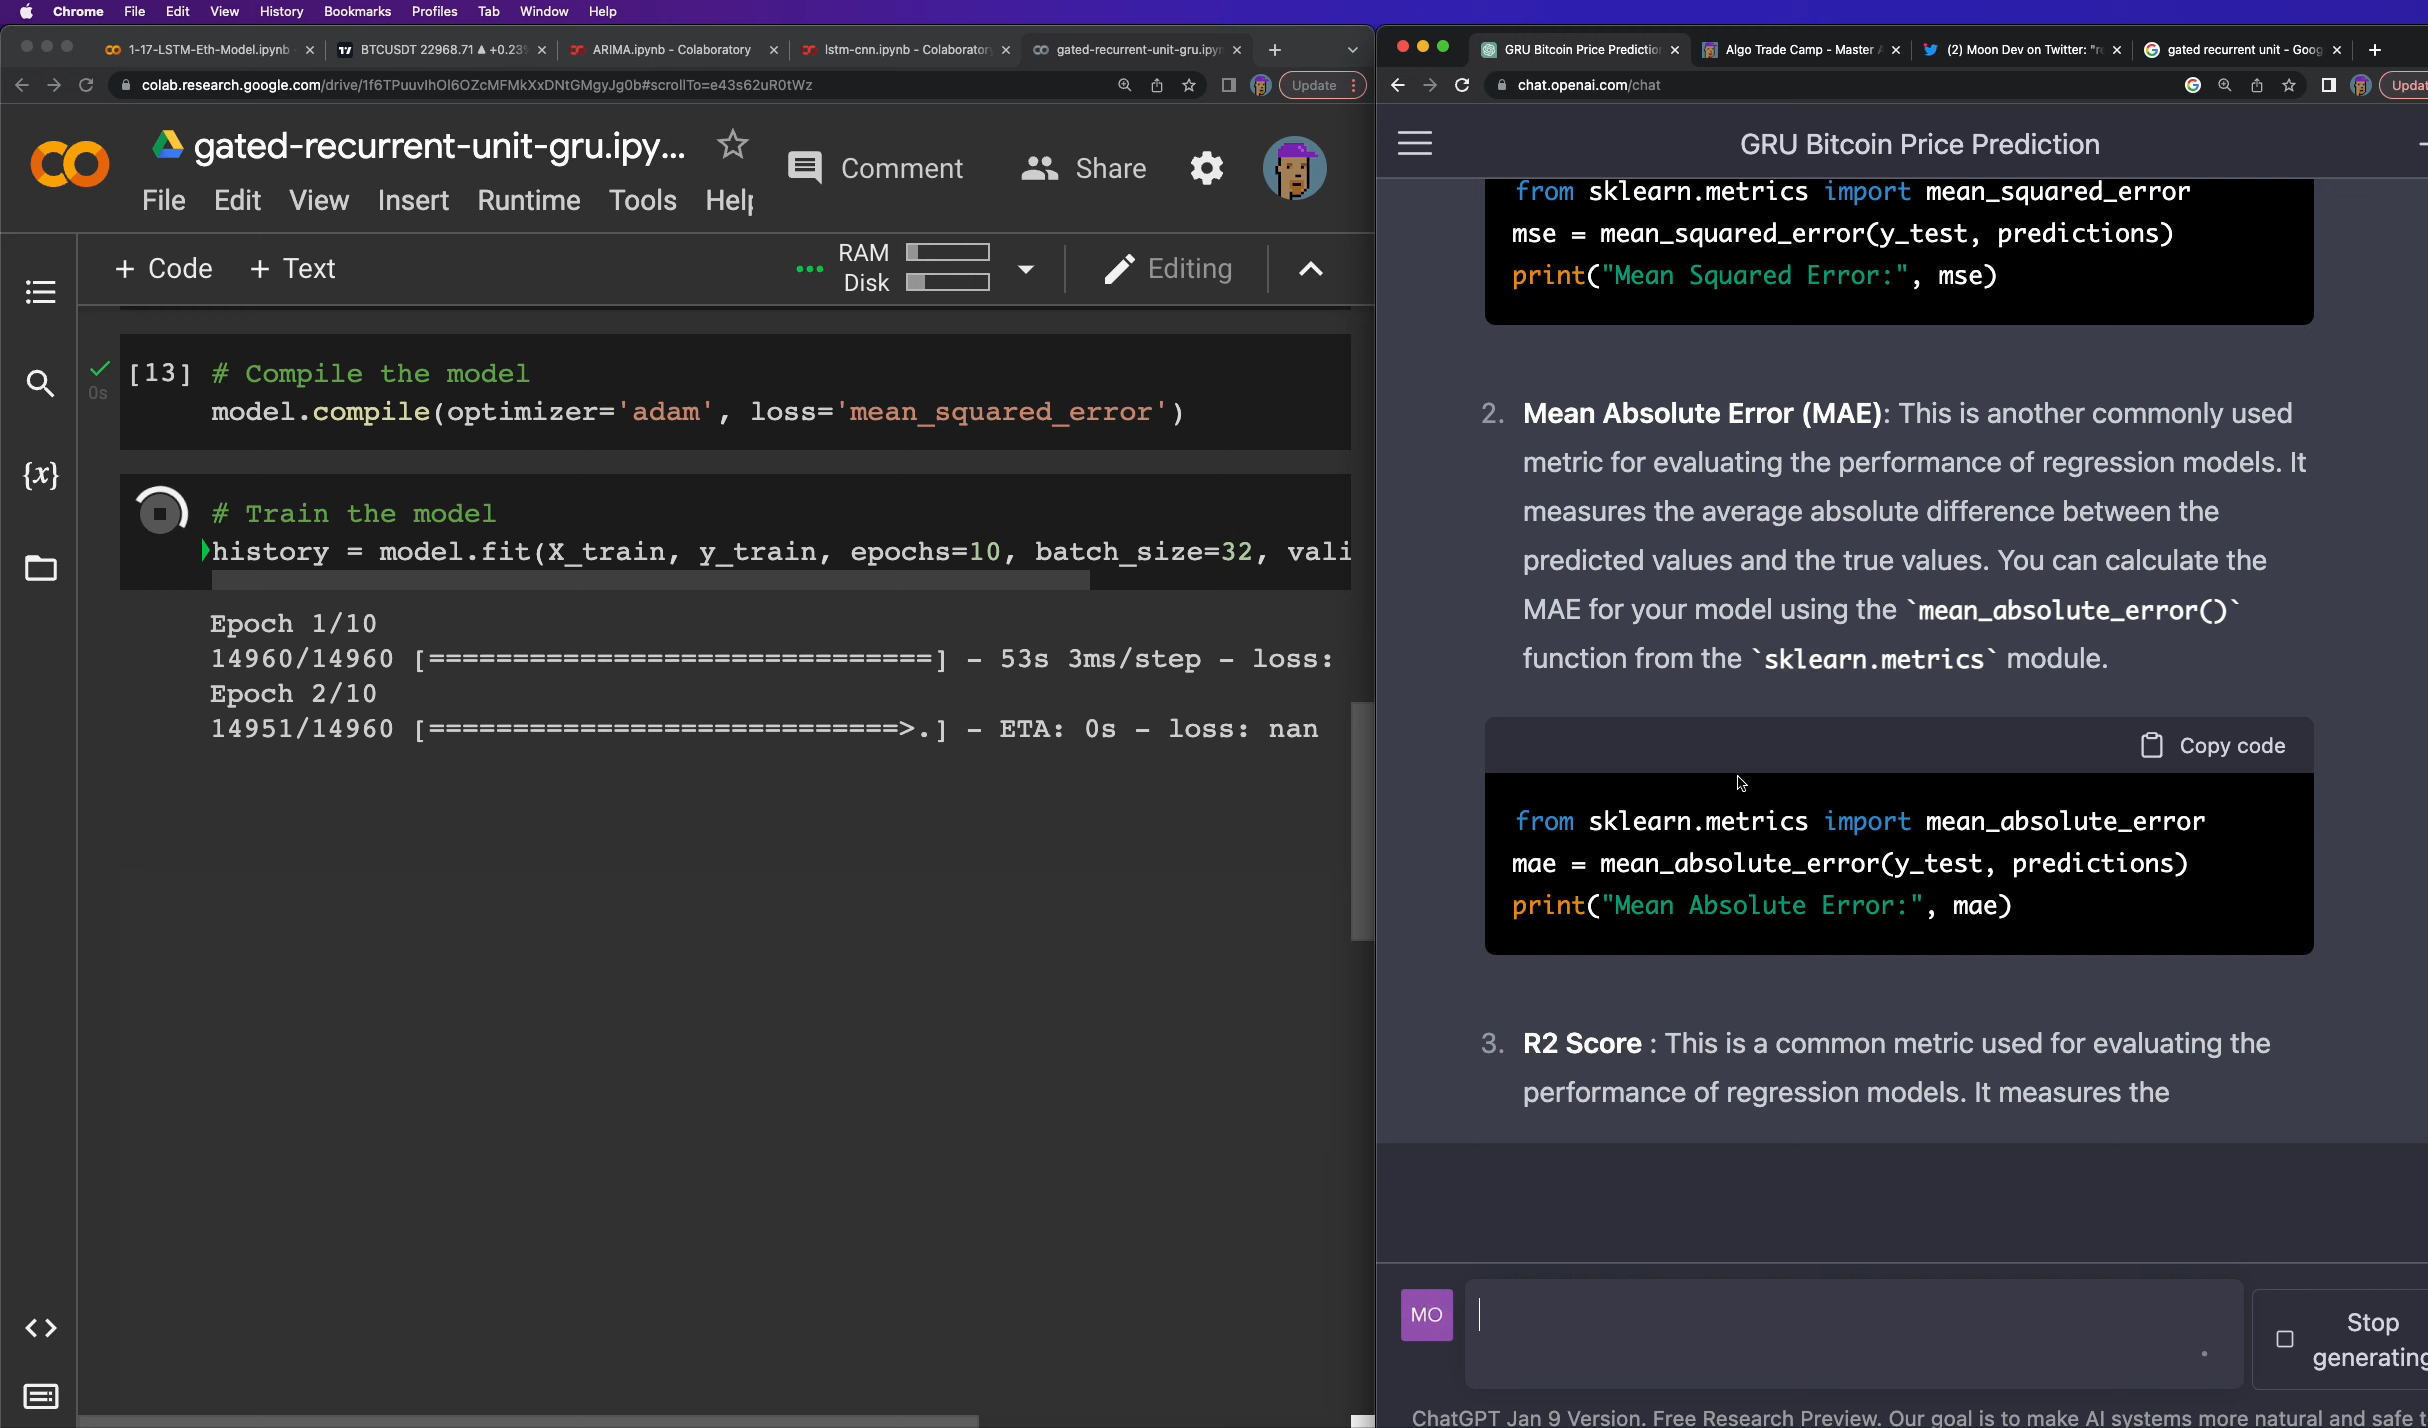 Chrome File Edit View History Bookmarks Profiles Tab Window Help
1-17-LSTM-Eth-Model.ipynb
BTCUSDT 22968.71 ▲ +0.23
ARIMA.ipynb - Colaboratory
lstm-cnn.ipynb - Colaborator
gated-recurrent-unit-gru.ipy
colab.research.google.com/drive/1f6TPuuvIhOl6OZcMFMkXxDNtGMgyJg0b#scrollTo=e43s62uR0tWz
Update
gated-recurrent-unit-gru.ipy...
Comment
Share
File Edit View Insert Runtime Tools Help
+ Code + Text
RAM
Disk
Editing
[13] # Compile the model
0s
model.compile(optimizer='adam', loss='mean_squared_error')
{x}
# Train the model
history = model.fit(X_train, y_train, epochs=10, batch_size=32, vali
Epoch 1/10
14960/14960 [==============================] - 53s 3ms/step - loss:
Epoch 2/10
14951/14960 [============================>.] - ETA: 0s - loss: nan
GRU Bitcoin Price Predictio
Algo Trade Camp - Master
(2) Moon Dev on Twitter: "r
gated recurrent unit - Goog
chat.openai.com/chat
Updat
GRU Bitcoin Price Prediction
from sklearn.metrics import mean_squared_error
mse = mean_squared_error(y_test, predictions)
print("Mean Squared Error:", mse)
2. Mean Absolute Error (MAE): This is another commonly used
metric for evaluating the performance of regression models. It
measures the average absolute difference between the
predicted values and the true values. You can calculate the
MAE for your model using the `mean_absolute_error()`
function from the `sklearn.metrics` module.
Copy code
from sklearn.metrics import mean_absolute_error
mae = mean_absolute_error(y_test, predictions)
print("Mean Absolute Error:", mae)
3. R2 Score : This is a common metric used for evaluating the
performance of regression models. It measures the
MO
Stop
generating
ChatGPT Jan 9 Version. Free Research Preview. Our goal is to make AI systems more natural and safe t